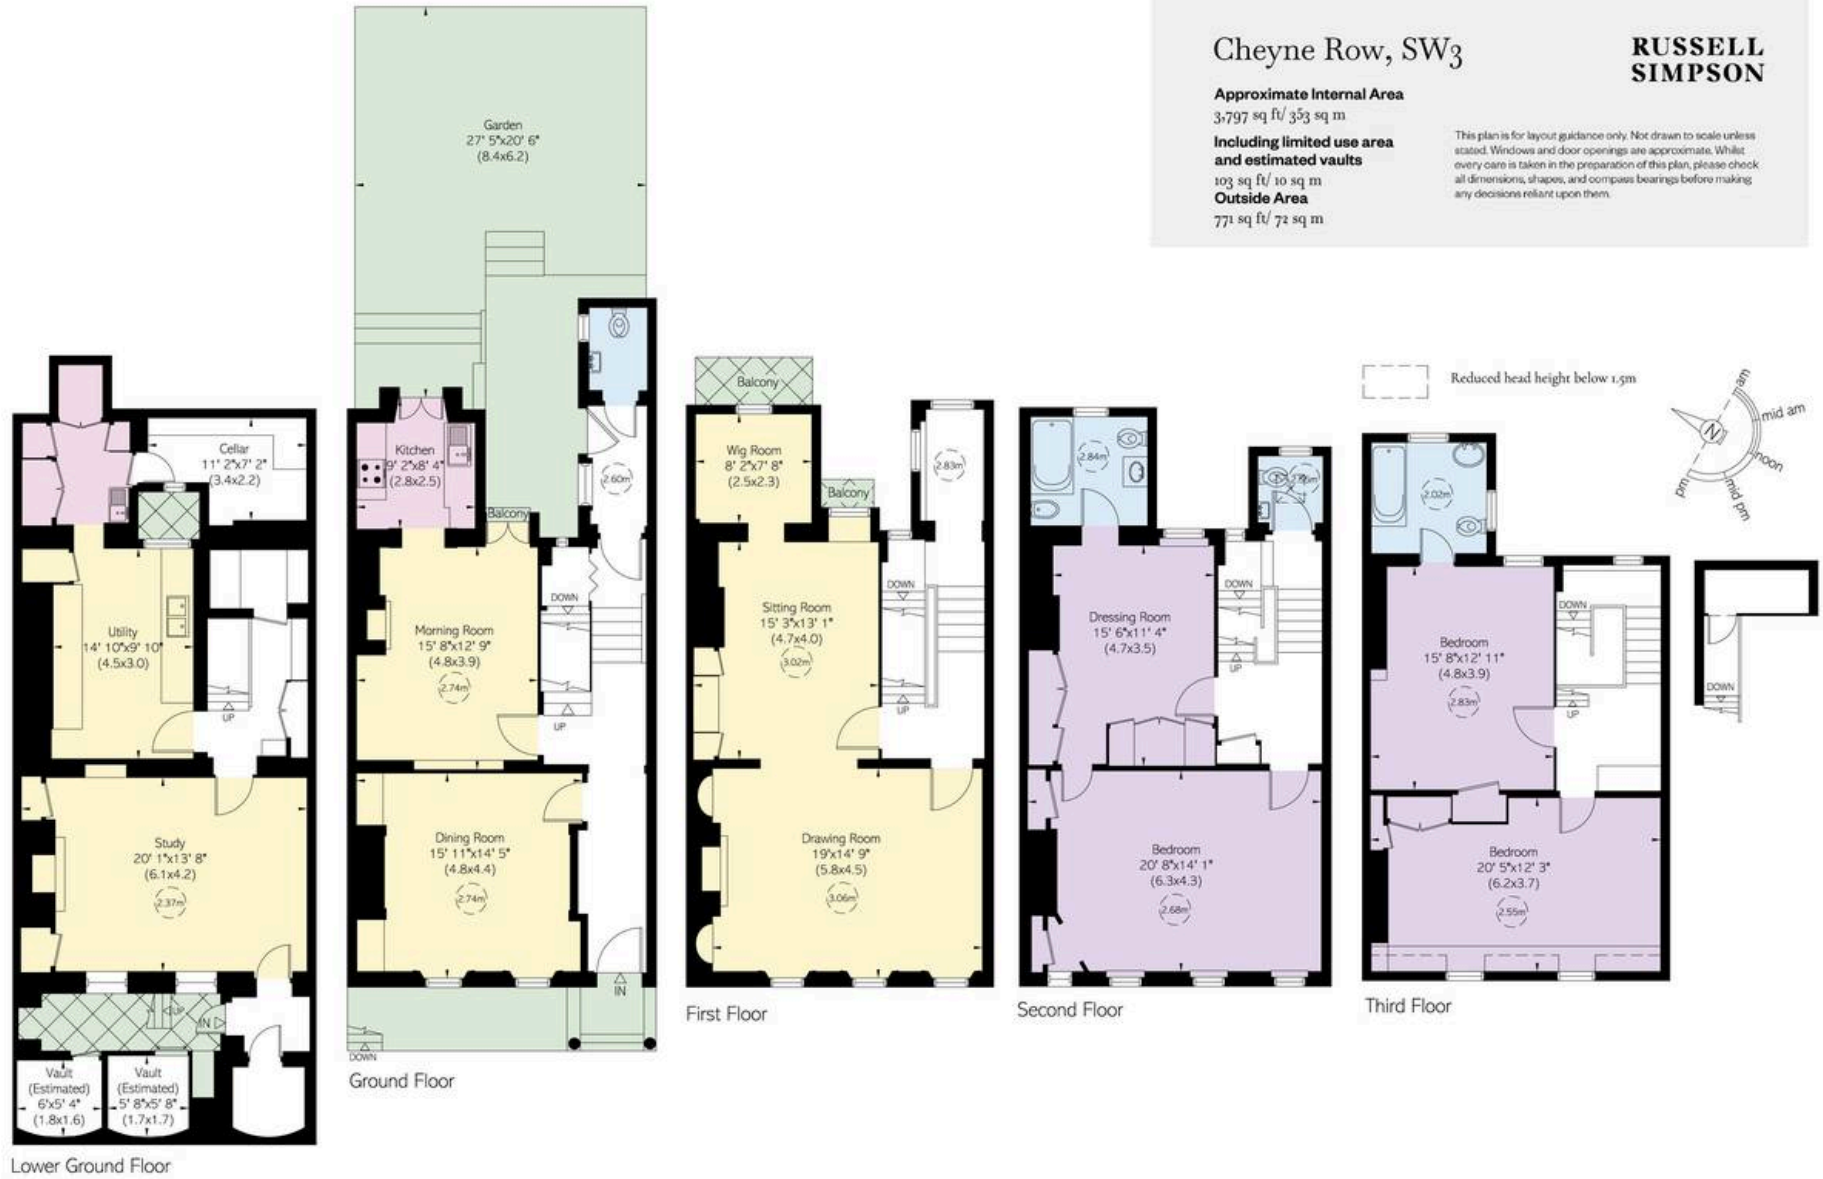 Cheyne Row, SW3
RUSSELL
SIMPSON
Approximate Internal Area
3,797 sq ft/ 353 sq m
Including limited use area
and estimated vaults
103 sq ft/ 10 sq m
Outside Area
771 sq ft/ 72 sq m
This plan is for layout guidance only. Not drawn to scale unless
stated. Windows and door openings are approximate. Whilst
every care is taken in the preparation of this plan, please check
all dimensions, shapes, and compass bearings before making
any decisions reliant upon them.
Reduced head height below 1.5m
am
mid am
noon
mid pm
pm
N
Cellar
11' 2"x7' 2"
(3.4x2.2)
Utility
14' 10"x9' 10"
(4.5x3.0)
UP
Study
20' 1"x13' 8"
(6.1x4.2)
2.37m
UP
IN
Vault
(Estimated)
6'x5' 4"
(1.8x1.6)
Vault
(Estimated)
5' 8"x5' 8"
(1.7x1.7)
Lower Ground Floor
Garden
27' 5"x20' 6"
(8.4x6.2)
Kitchen
9' 2"x8' 4"
(2.8x2.5)
2.60m
Balcony
DOWN
Morning Room
15' 8"x12' 9"
(4.8x3.9)
2.74m
UP
Dining Room
15' 11"x14' 5"
(4.8x4.4)
2.74m
IN
DOWN
Ground Floor
Balcony
Wig Room
8' 2"x7' 8"
(2.5x2.3)
2.83m
Balcony
DOWN
Sitting Room
15' 3"x13' 1"
(4.7x4.0)
3.02m
UP
Drawing Room
19'x14' 9"
(5.8x4.5)
3.06m
First Floor
2.84m
DOWN
Dressing Room
15' 6"x11' 4"
(4.7x3.5)
UP
Bedroom
20' 8"x14' 1"
(6.3x4.3)
2.68m
Second Floor
2.02m
DOWN
Bedroom
15' 8"x12' 11"
(4.8x3.9)
2.83m
UP
Bedroom
20' 5"x12' 3"
(6.2x3.7)
2.55m
Third Floor
DOWN